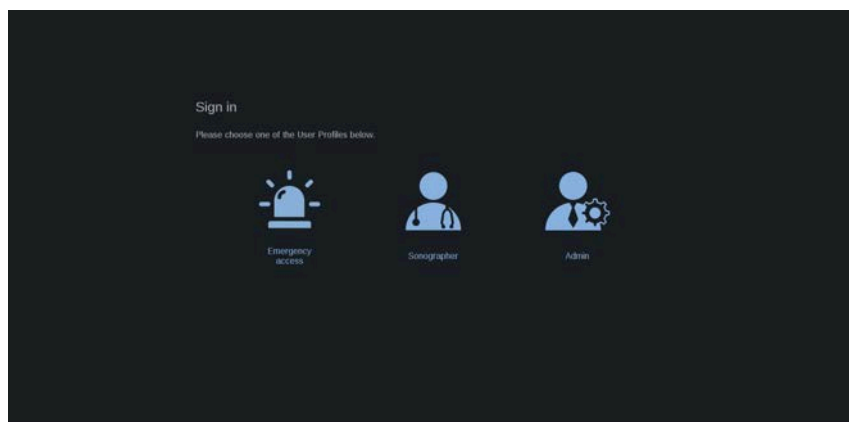 Sign in
Please choose one of the User Profiles below.
Emergency
access
Sonographer
Admin